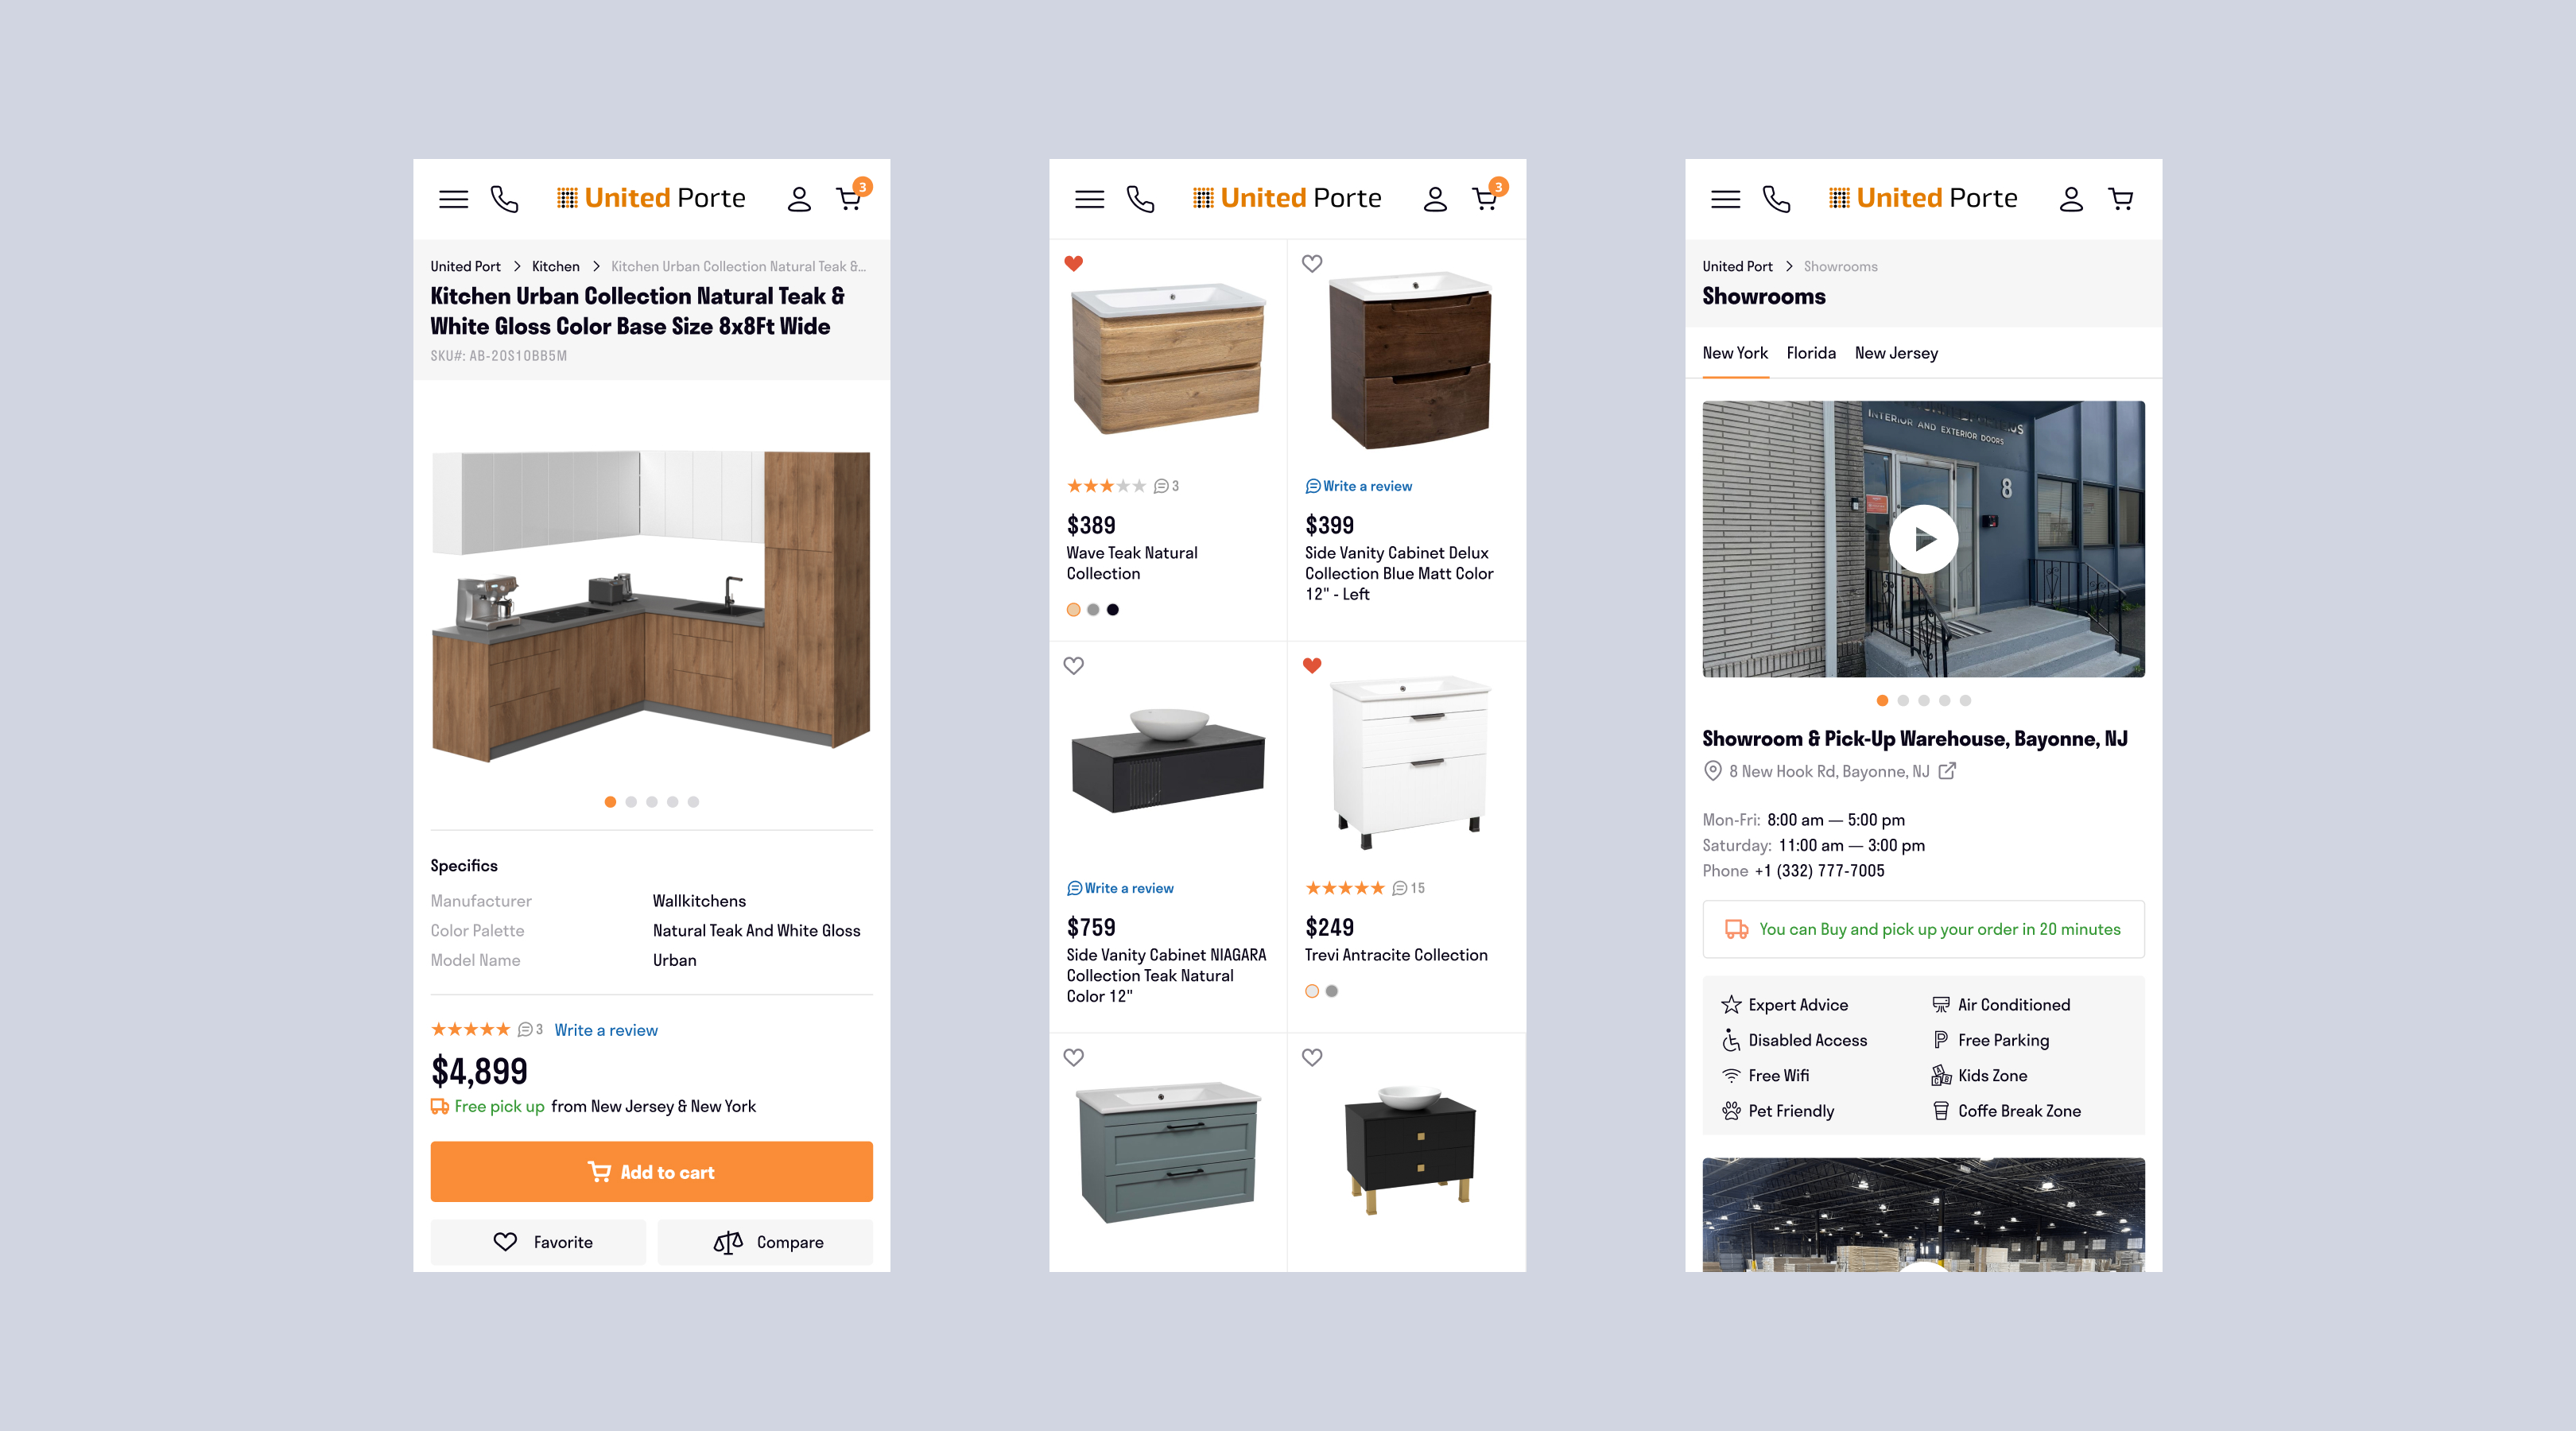 United Porte
3
United Port > Kitchen > Kitchen Urban Collection Natural Teak &...
Kitchen Urban Collection Natural Teak &
White Gloss Color Base Size 8x8Ft Wide
SKU#: AB-20S10BB5M
Specifics
Manufacturer Wallkitchens
Color Palette Natural Teak And White Gloss
Model Name Urban
3 Write a review
$4,899
Free pick up from New Jersey & New York
Add to cart
Favorite Compare
United Porte
3
3
$389
Wave Teak Natural
Collection
Write a review
$399
Side Vanity Cabinet Delux
Collection Blue Matt Color
12" - Left
Write a review
$759
Side Vanity Cabinet NIAGARA
Collection Teak Natural
Color 12"
15
$249
Trevi Antracite Collection
United Porte
United Port > Showrooms
Showrooms
New York Florida New Jersey
INTERIOR AND EXTERIOR DOORS
8
Showroom & Pick-Up Warehouse, Bayonne, NJ
8 New Hook Rd, Bayonne, NJ
Mon-Fri: 8:00 am — 5:00 pm
Saturday: 11:00 am — 3:00 pm
Phone +1 (332) 777-7005
You can Buy and pick up your order in 20 minutes
Expert Advice Air Conditioned
Disabled Access Free Parking
Free Wifi Kids Zone
Pet Friendly Coffe Break Zone